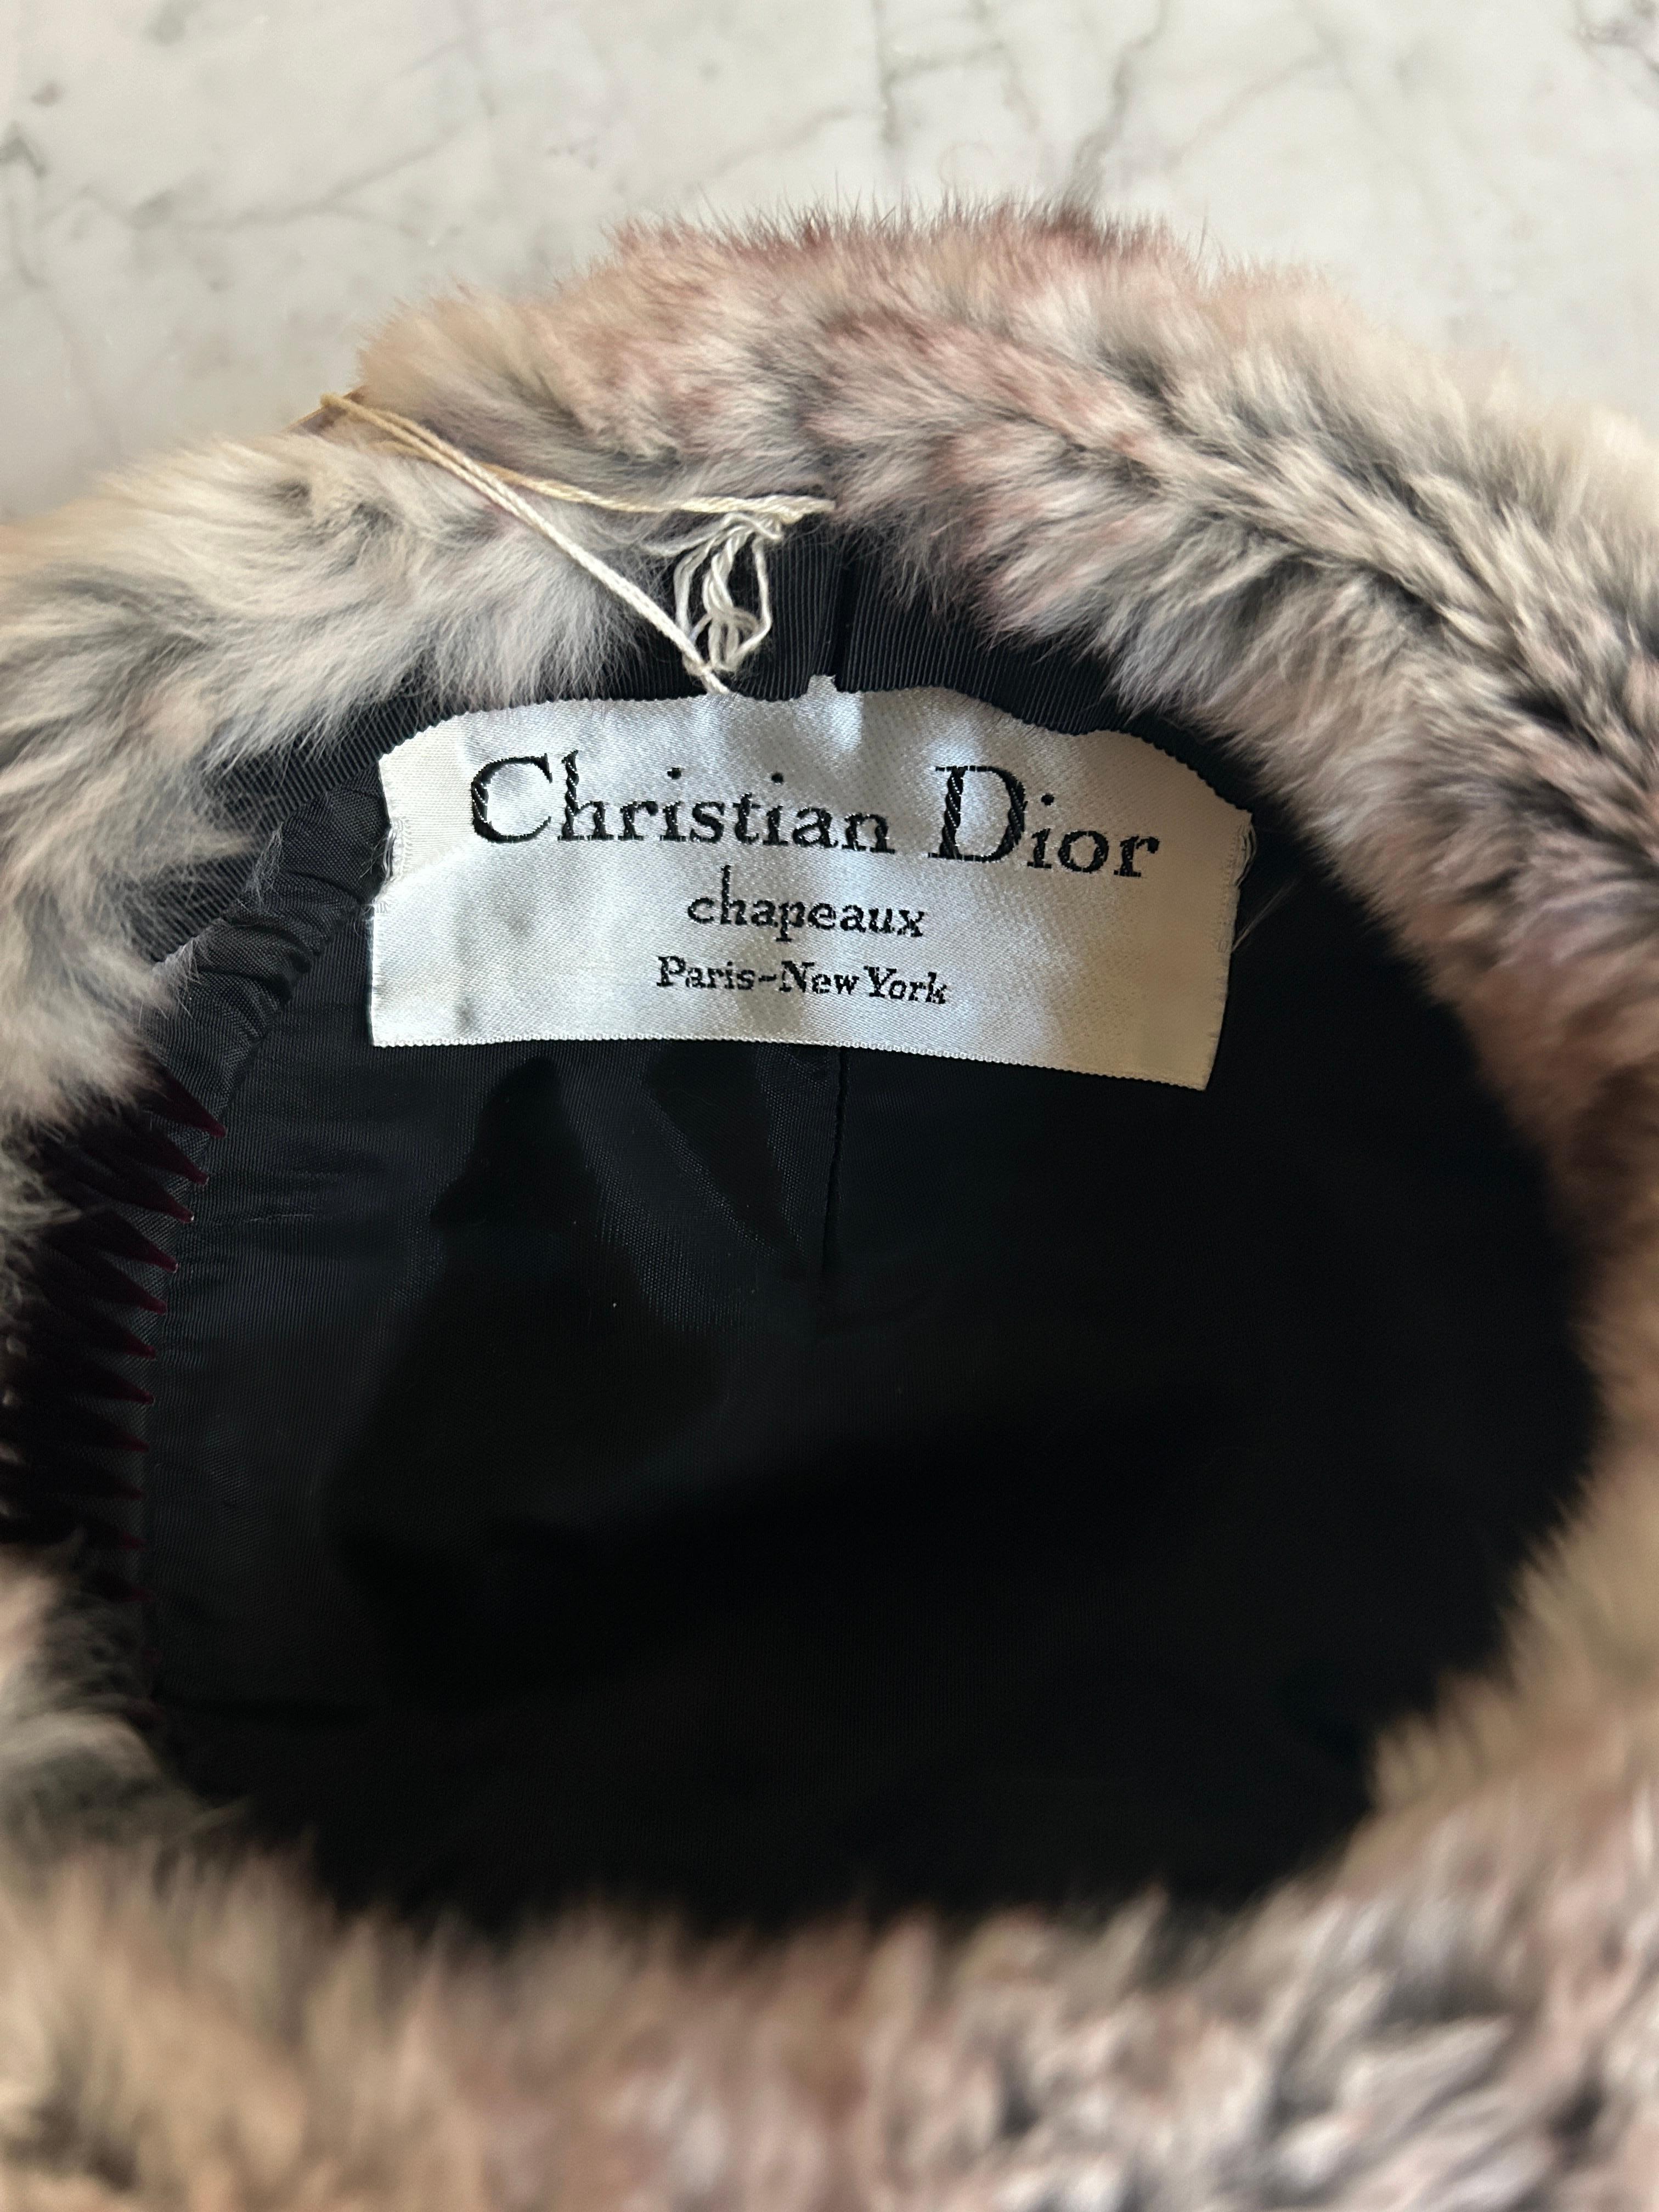 Christian Dior
chapeaux
Paris-New York